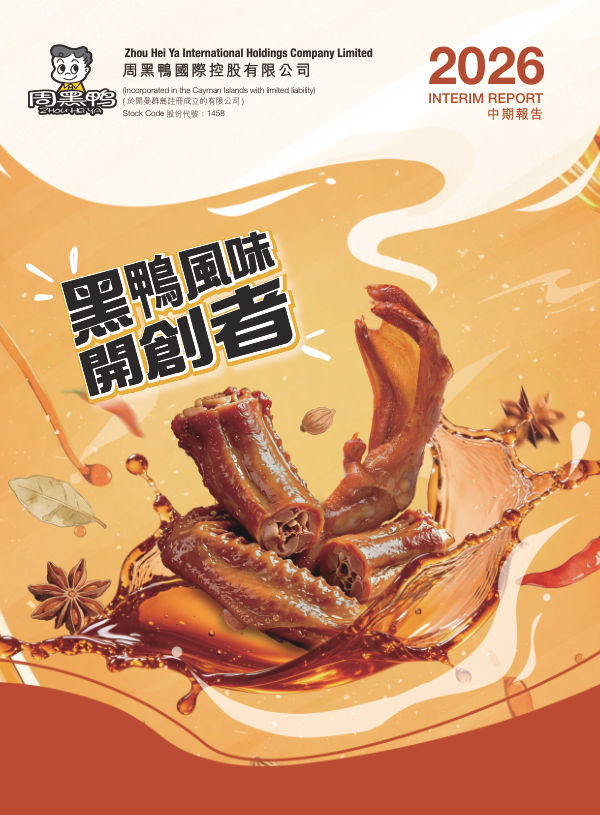 Zhou Hei Ya International Holdings Company Limited
周黑鴨國際控股有限公司
(Incorporated in the Cayman Islands with limited liability)
(於開曼群島註冊成立的有限公司)
Stock Code 股份代號：1458
周黑鴨
ZHOU HEI YA
2026
INTERIM REPORT
中期報告
黑鴨風味
開創者